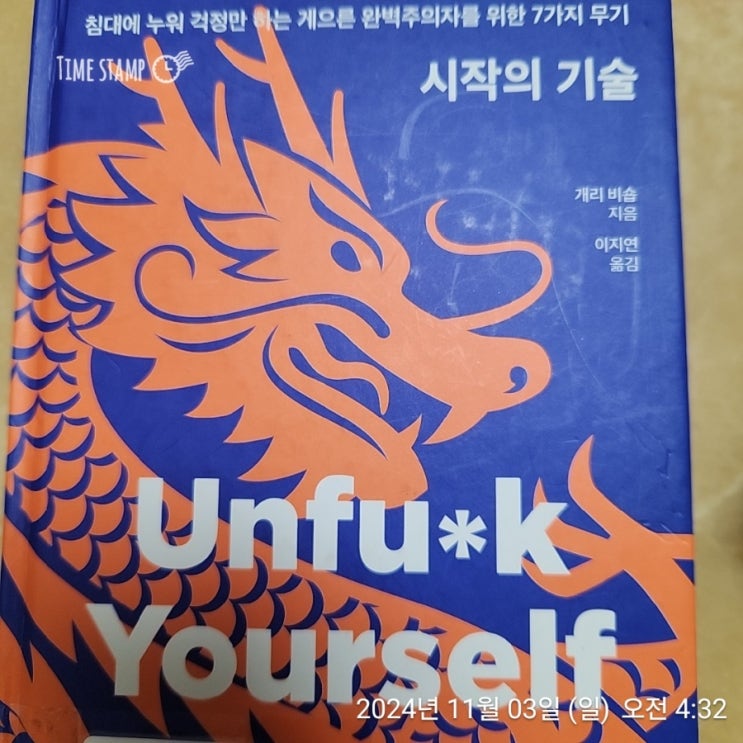 침대에 누워 걱정만 하는 게으른 완벽주의자를 위한 7가지 무기
TIME STAMP
시작의 기술
개리 비숍
지음
이지연
옮김
Unfu*k
Yourself
2024년 11월 03일 (일) 오전 4:32